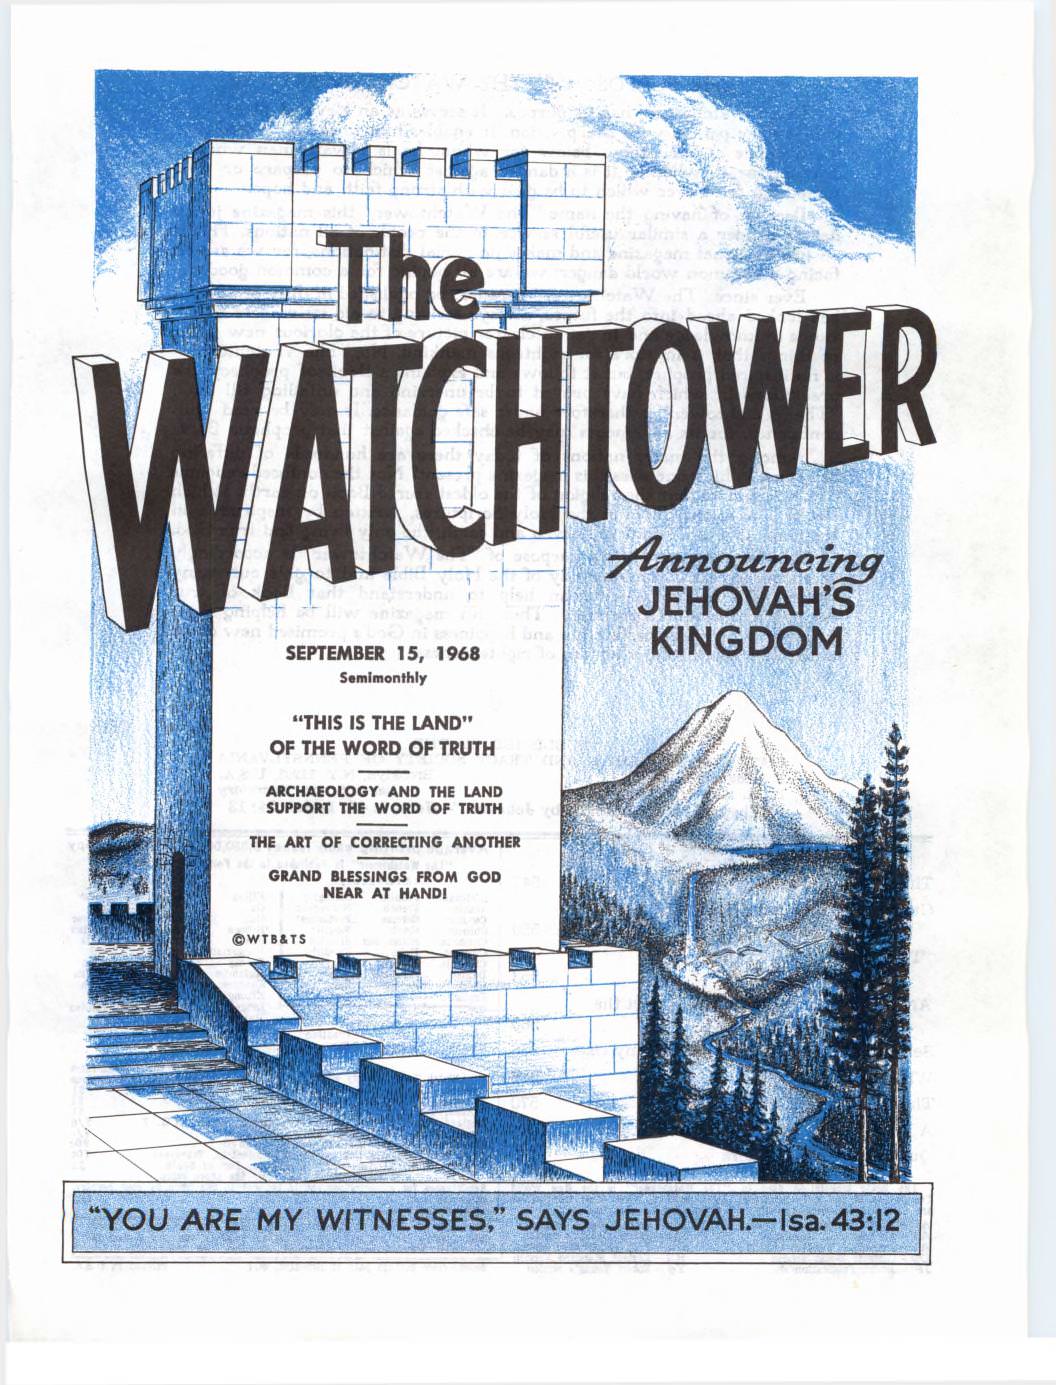 The
WATCHTOWER
Announcing
JEHOVAH'S
KINGDOM
SEPTEMBER 15, 1968
Semimonthly
"THIS IS THE LAND"
OF THE WORD OF TRUTH
ARCHAEOLOGY AND THE LAND
SUPPORT THE WORD OF TRUTH
THE ART OF CORRECTING ANOTHER
GRAND BLESSINGS FROM GOD
NEAR AT HAND!
©WTB&TS
"YOU ARE MY WITNESSES," SAYS JEHOVAH.—Isa. 43:12